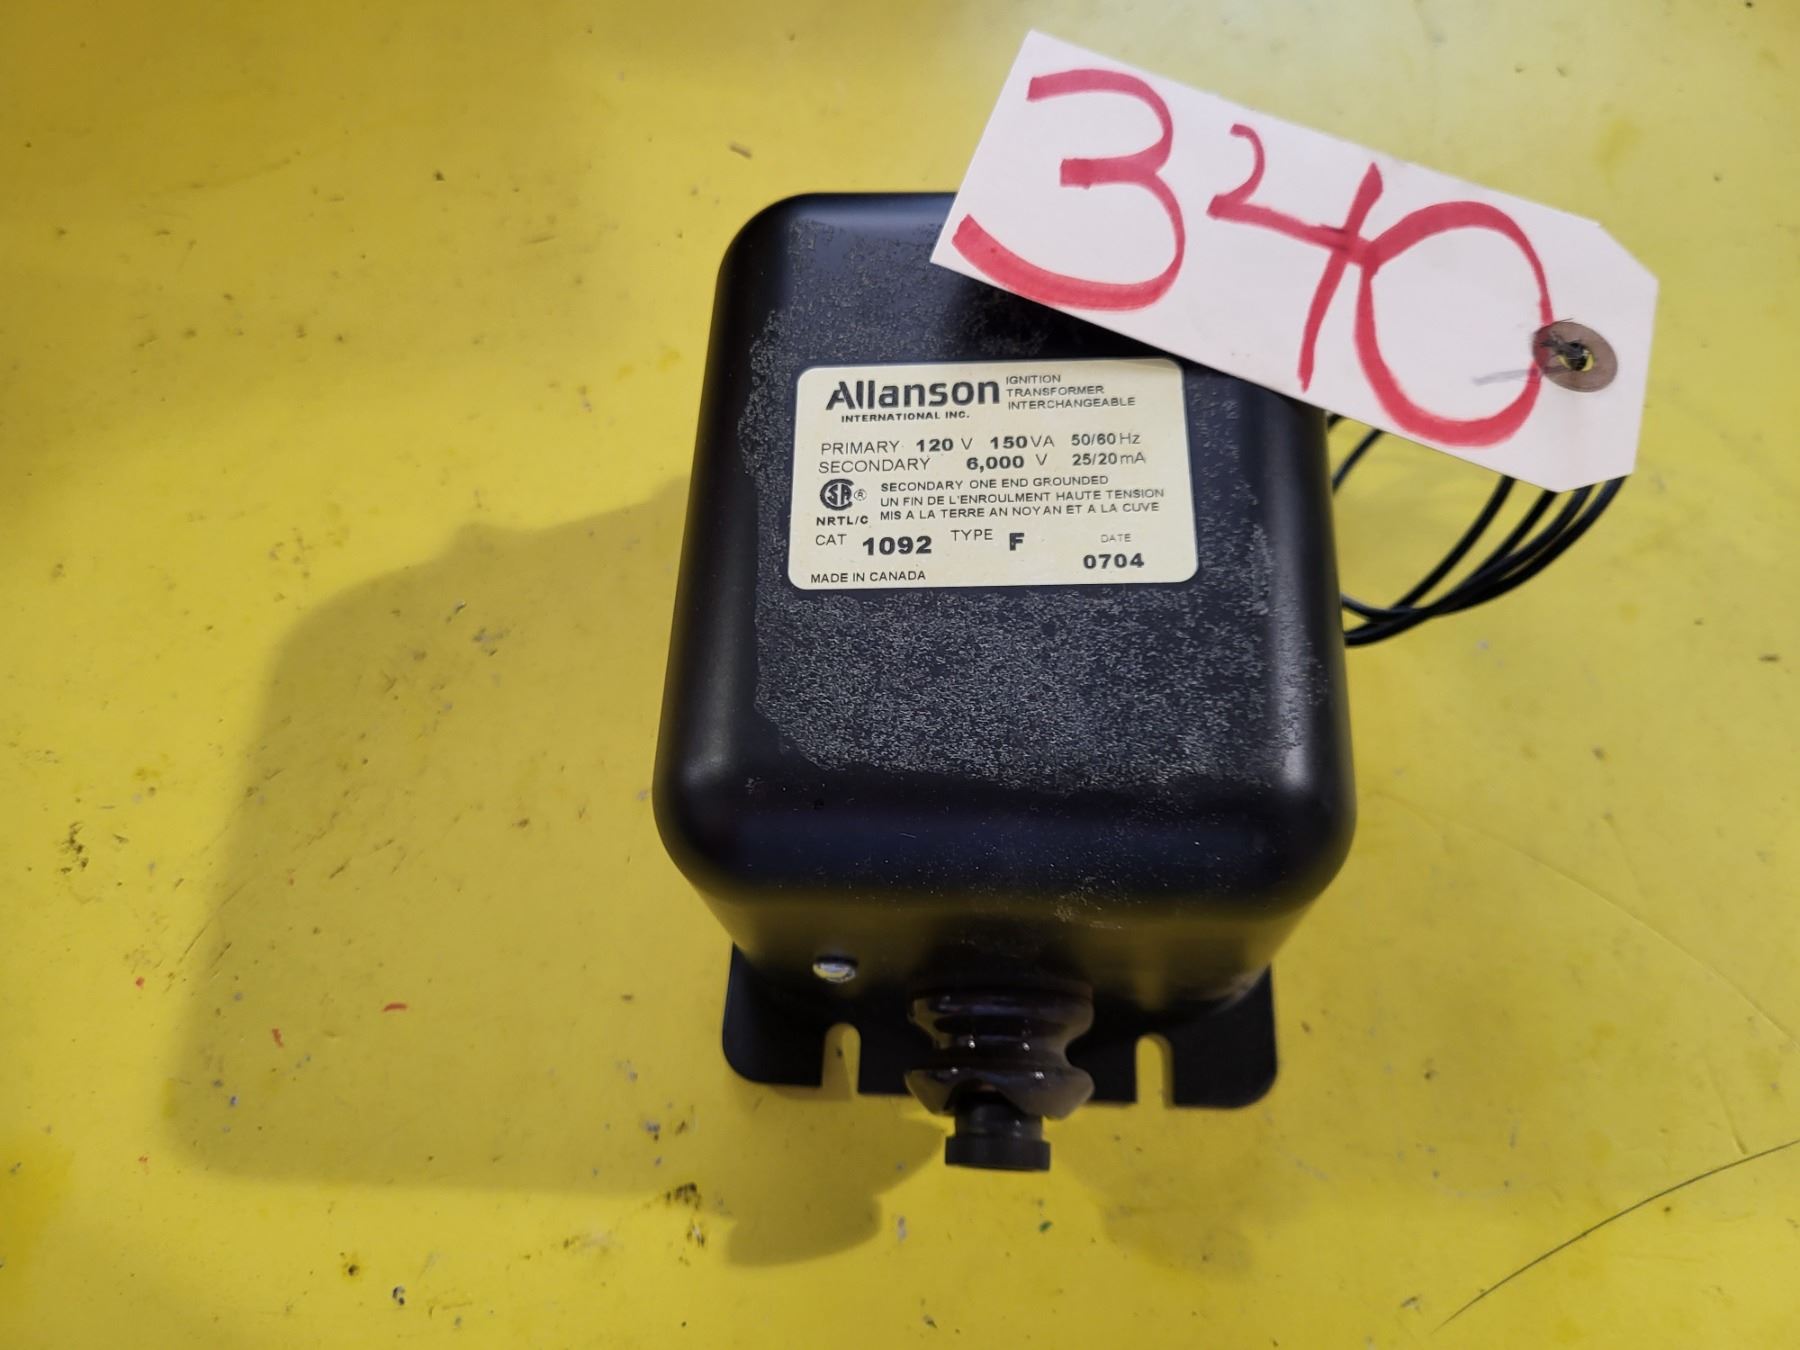 340
Allanson IGNITION
TRANSFORMER
INTERCHANGEABLE
INTERNATIONAL INC.
PRIMARY 120 V 150 VA 50/60 Hz
SECONDARY 6,000 V 25/20 mA
SECONDARY ONE END GROUNDED
UN FIN DE L'ENROULMENT HAUTE TENSION
MIS A LA TERRE AN NOYAN ET A LA CUVE
CSA ®
NRTL/C
CAT 1092 TYPE F DATE
0704
MADE IN CANADA